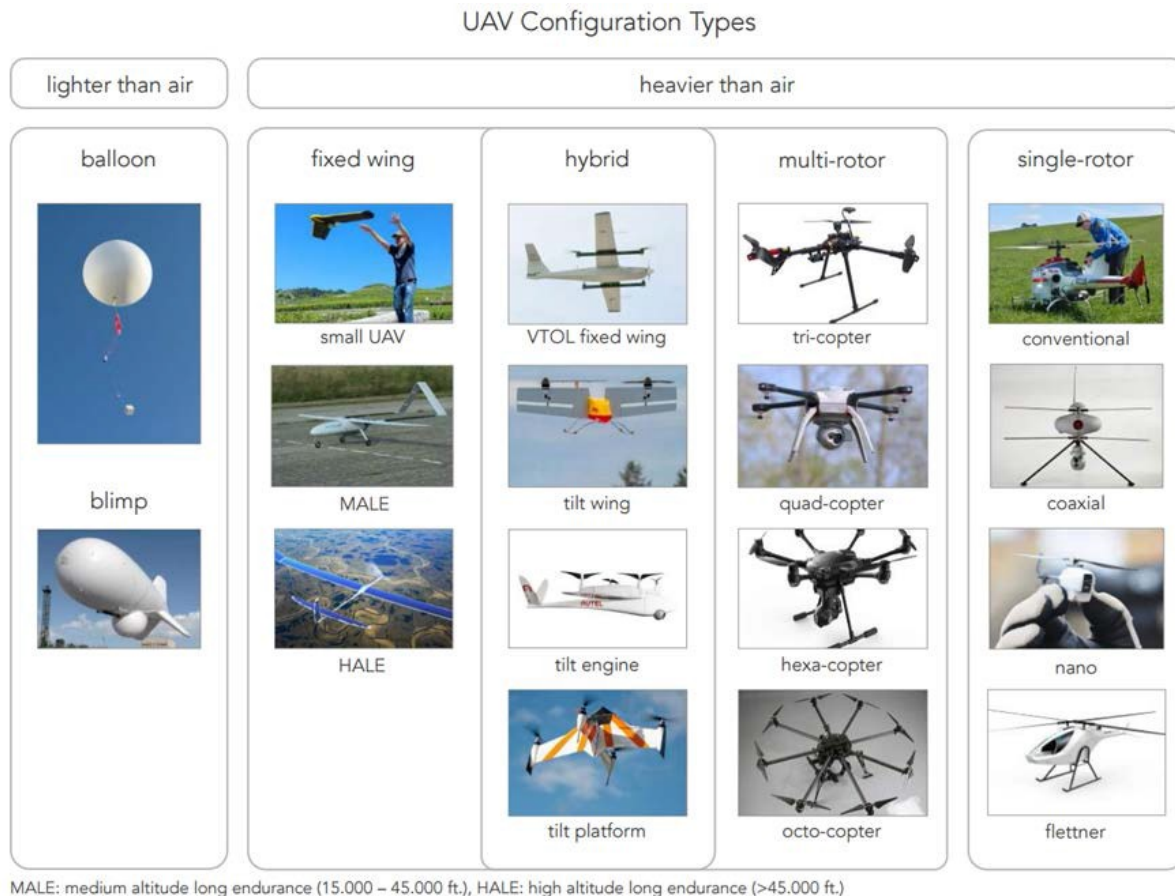 UAV Configuration Types
lighter than air
heavier than air
balloon
blimp
fixed wing
small UAV
MALE
HALE
hybrid
VTOL fixed wing
tilt wing
AUTEL
tilt engine
tilt platform
multi-rotor
tri-copter
quad-copter
hexa-copter
octo-copter
single-rotor
conventional
coaxial
nano
flettner
MALE: medium altitude long endurance (15.000 – 45.000 ft.), HALE: high altitude long endurance (>45.000 ft.)